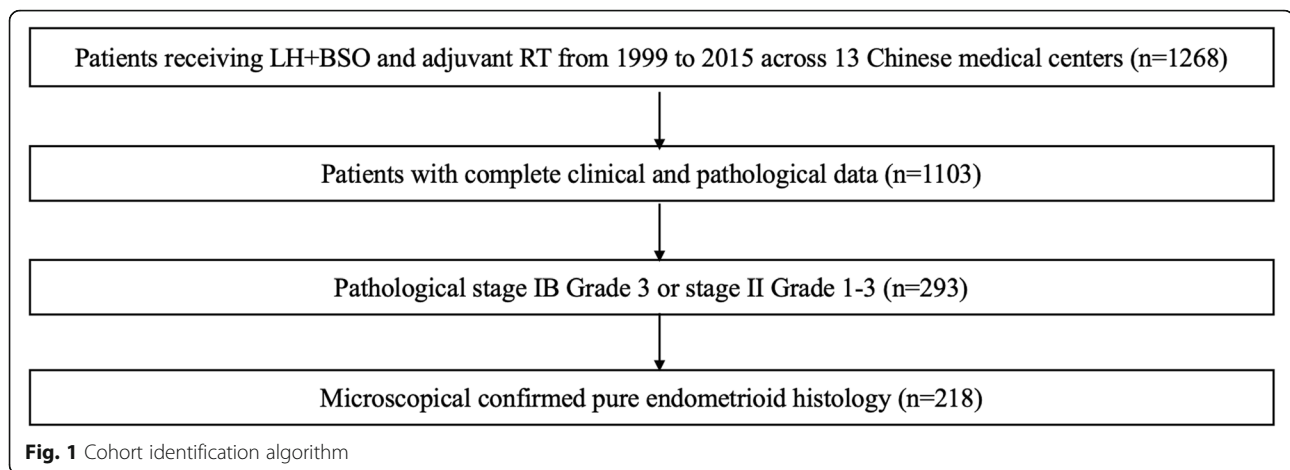 Patients receiving LH+BSO and adjuvant RT from 1999 to 2015 across 13 Chinese medical centers (n=1268)
Patients with complete clinical and pathological data (n=1103)
Pathological stage IB Grade 3 or stage II Grade 1-3 (n=293)
Microscopical confirmed pure endometrioid histology (n=218)
Fig. 1 Cohort identification algorithm